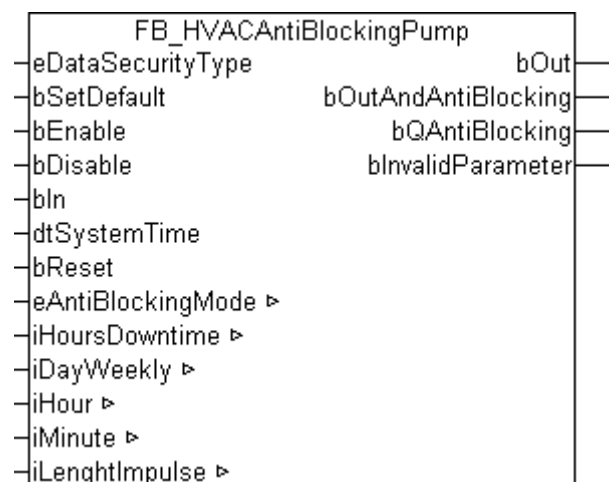 FB_HVACAntiBlockingPump
eDataSecurityType bOut
bSetDefault bOutAndAntiBlocking
bEnable bQAntiBlocking
bDisable bInvalidParameter
bIn
dtSystemTime
bReset
eAntiBlockingMode ▹
iHoursDowntime ▹
iDayWeekly ▹
iHour ▹
iMinute ▹
iLenghtImpulse ▹